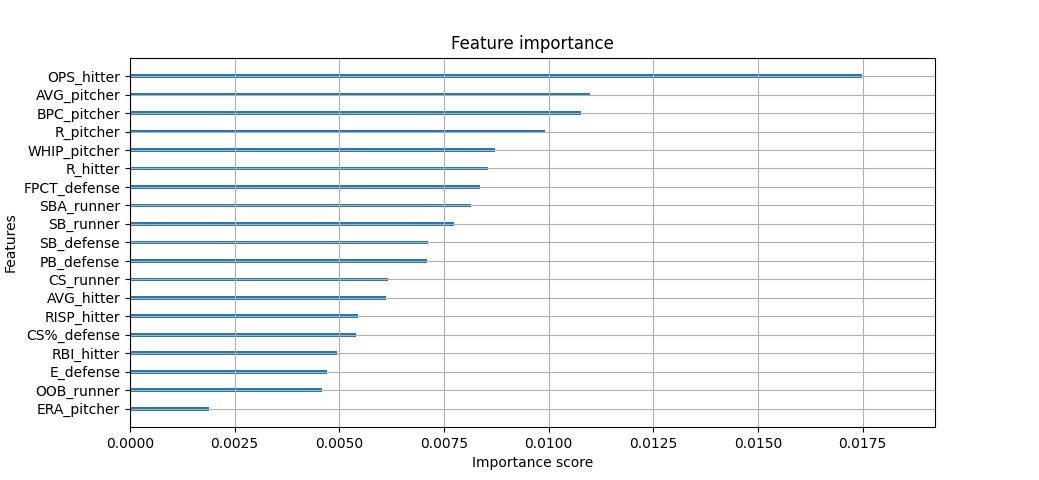 Feature importance
OPS_hitter
AVG_pitcher
BPC_pitcher
R_pitcher
WHIP_pitcher
R_hitter
FPCT_defense
SBA_runner
SB_runner
SB_defense
PB_defense
CS_runner
AVG_hitter
RISP_hitter
CS%_defense
RBI_hitter
E_defense
OOB_runner
ERA_pitcher
Features
0.0000 0.0025 0.0050 0.0075 0.0100 0.0125 0.0150 0.0175
Importance score